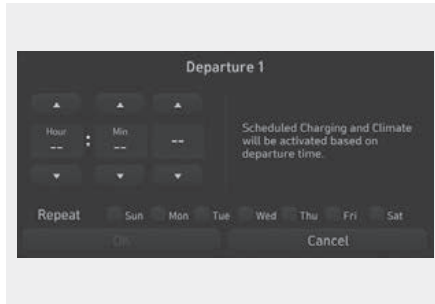 Departure 1
Hour
Min
:
--
--
--
Scheduled Charging and Climate
will be activated based on
departure time.
Repeat Sun Mon Tue Wed Thu Fri Sat
OK Cancel